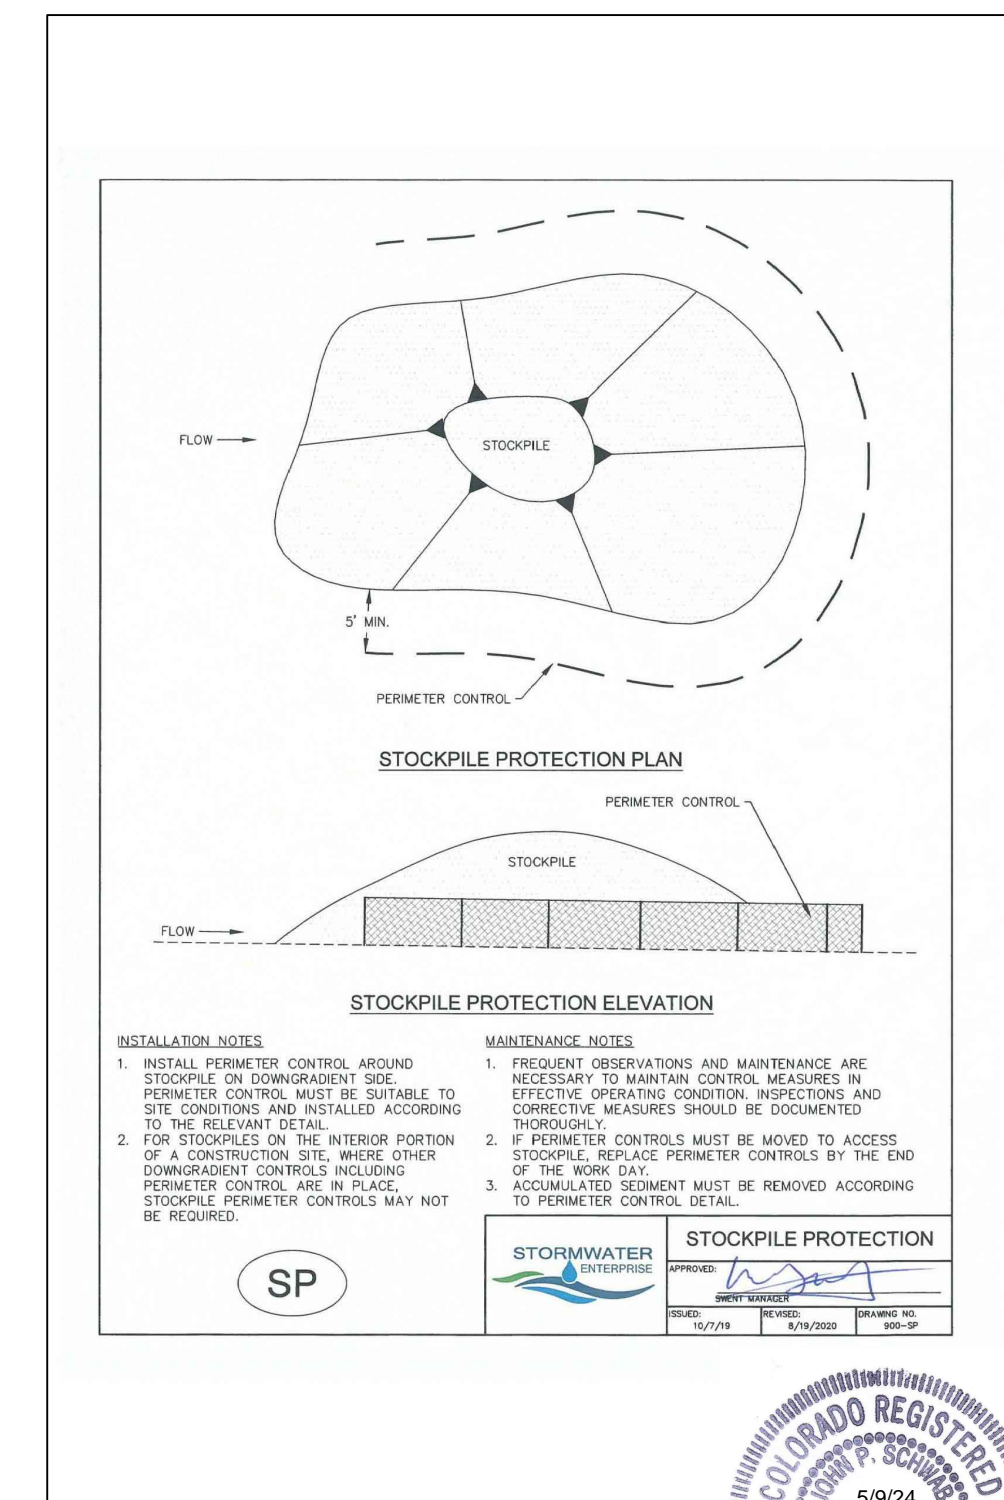 FLOW
STOCKPILE
5' MIN.
PERIMETER CONTROL
STOCKPILE PROTECTION PLAN
PERIMETER CONTROL
STOCKPILE
FLOW
STOCKPILE PROTECTION ELEVATION
INSTALLATION NOTES
1. INSTALL PERIMETER CONTROL AROUND
STOCKPILE ON DOWNGRADIENT SIDE.
PERIMETER CONTROL MUST BE SUITABLE TO
SITE CONDITIONS AND INSTALLED ACCORDING
TO THE RELEVANT DETAIL.
2. FOR STOCKPILES ON THE INTERIOR PORTION
OF A CONSTRUCTION SITE, WHERE OTHER
DOWNGRADIENT CONTROLS INCLUDING
PERIMETER CONTROL ARE IN PLACE,
STOCKPILE PERIMETER CONTROLS MAY NOT
BE REQUIRED.
SP
MAINTENANCE NOTES
1. FREQUENT OBSERVATIONS AND MAINTENANCE ARE
NECESSARY TO MAINTAIN CONTROL MEASURES IN
EFFECTIVE OPERATING CONDITION. INSPECTIONS AND
CORRECTIVE MEASURES SHOULD BE DOCUMENTED
THOROUGHLY.
2. IF PERIMETER CONTROLS MUST BE MOVED TO ACCESS
STOCKPILE, REPLACE PERIMETER CONTROLS BY THE END
OF THE WORK DAY.
3. ACCUMULATED SEDIMENT MUST BE REMOVED ACCORDING
TO PERIMETER CONTROL DETAIL.
STORMWATER
ENTERPRISE
STOCKPILE PROTECTION
APPROVED:
SWENT MANAGER
ISSUED:
10/7/19
REVISED:
8/19/2020
DRAWING NO.
900-SP
COLORADO REGISTERED
JOHN P. SCHWAB
5/9/24